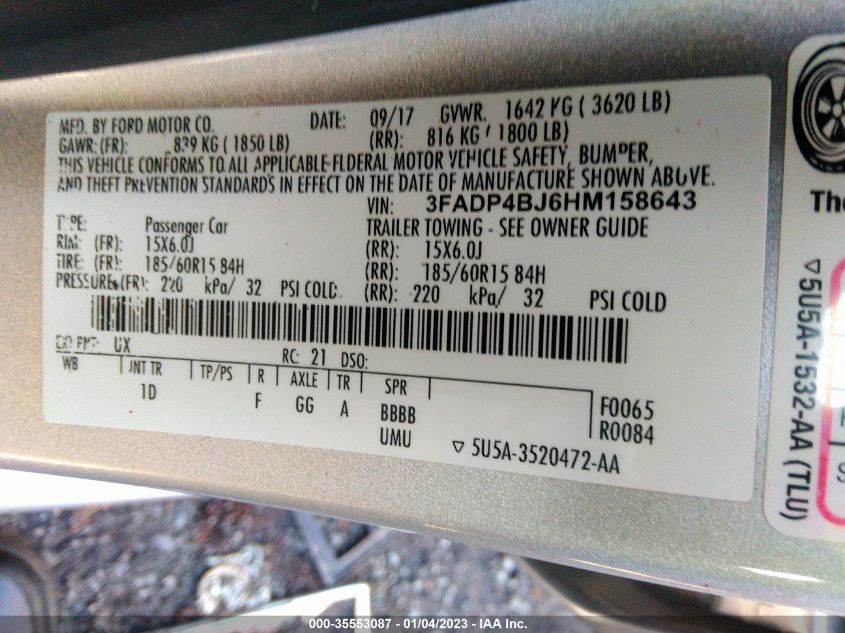 MFD. BY FORD MOTOR CO. DATE: 09/17 GVWR. 1642 KG ( 3620 LB)
GAWR: (FR): 839 KG ( 1850 LB) (RR): 816 KG ( 1800 LB)
THIS VEHICLE CONFORMS TO ALL APPLICABLE FEDERAL MOTOR VEHICLE SAFETY, BUMPER,
AND THEFT PREVENTION STANDARDS IN EFFECT ON THE DATE OF MANUFACTURE SHOWN ABOVE.
VIN: 3FADP4BJ6HM158643
TYPE: Passenger Car TRAILER TOWING - SEE OWNER GUIDE
RIM: (FR): 15X6.0J (RR): 15X6.0J
TIRE: (FR): 185/60R15 84H (RR): 185/60R15 84H
PRESSURE: (FR): 220 kPa/ 32 PSI COLD (RR): 220 kPa/ 32 PSI COLD
EXT PNT: UX RC: 21 DSO:
WB INT TR TP/PS R AXLE TR SPR
1D F GG A BBBB F0065
UMU R0084
▽ 5U5A-3520472-AA
The
▽5U5A-1532-AA (TLU)
000-35553087 - 01/04/2023 - IAA Inc.